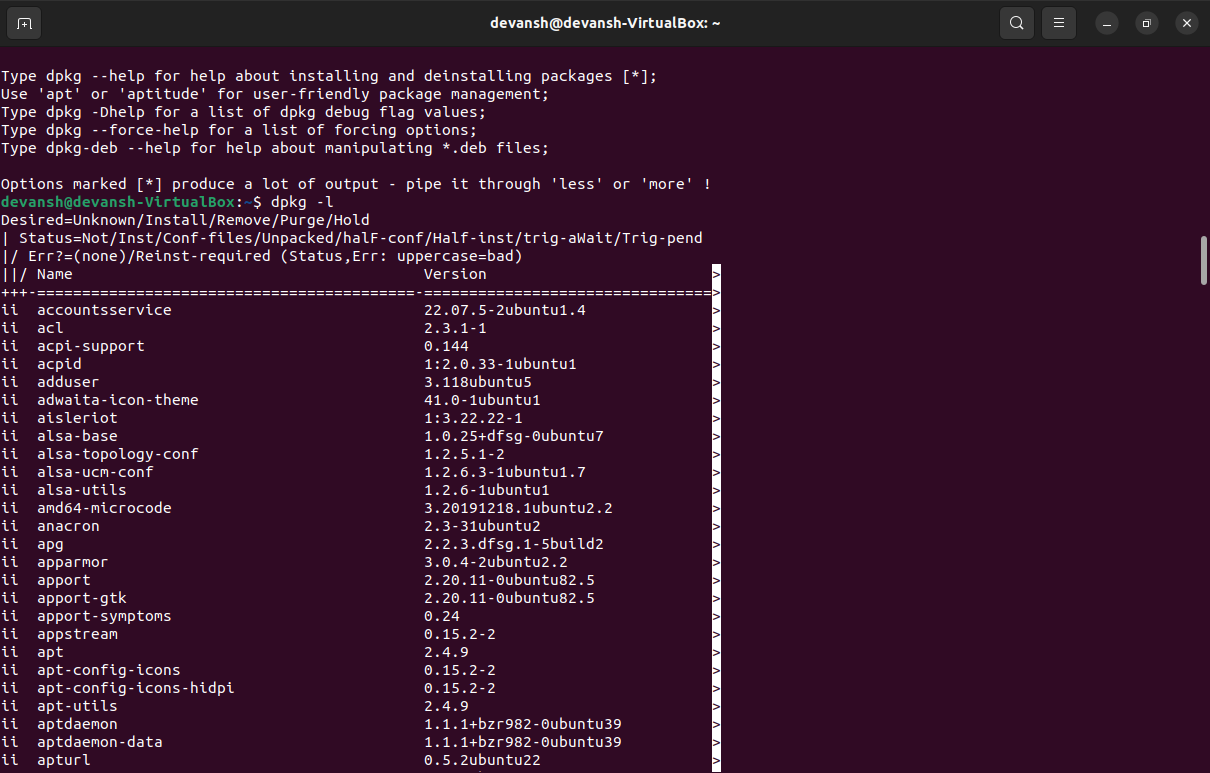 devansh@devansh-VirtualBox: ~
Type dpkg --help for help about installing and deinstalling packages [*];
Use 'apt' or 'aptitude' for user-friendly package management;
Type dpkg -Dhelp for a list of dpkg debug flag values;
Type dpkg --force-help for a list of forcing options;
Type dpkg-deb --help for help about manipulating *.deb files;
Options marked [*] produce a lot of output - pipe it through 'less' or 'more' !
devansh@devansh-VirtualBox:~$ dpkg -l
Desired=Unknown/Install/Remove/Purge/Hold
| Status=Not/Inst/Conf-files/Unpacked/halF-conf/Half-inst/trig-aWait/Trig-pend
|/ Err?=(none)/Reinst-required (Status,Err: uppercase=bad)
||/ Name                                       Version                         >
+++-==========================================-================================>
ii  accountsservice                            22.07.5-2ubuntu1.4              >
ii  acl                                        2.3.1-1                         >
ii  acpi-support                               0.144                           >
ii  acpid                                      1:2.0.33-1ubuntu1               >
ii  adduser                                    3.118ubuntu5                    >
ii  adwaita-icon-theme                         41.0-1ubuntu1                   >
ii  aisleriot                                  1:3.22.22-1                     >
ii  alsa-base                                  1.0.25+dfsg-0ubuntu7            >
ii  alsa-topology-conf                         1.2.5.1-2                       >
ii  alsa-ucm-conf                              1.2.6.3-1ubuntu1.7              >
ii  alsa-utils                                 1.2.6-1ubuntu1                  >
ii  amd64-microcode                            3.20191218.1ubuntu2.2           >
ii  anacron                                    2.3-31ubuntu2                   >
ii  apg                                        2.2.3.dfsg.1-5build2            >
ii  apparmor                                   3.0.4-2ubuntu2.2                >
ii  apport                                     2.20.11-0ubuntu82.5             >
ii  apport-gtk                                 2.20.11-0ubuntu82.5             >
ii  apport-symptoms                            0.24                            >
ii  appstream                                  0.15.2-2                        >
ii  apt                                        2.4.9                           >
ii  apt-config-icons                           0.15.2-2                        >
ii  apt-config-icons-hidpi                     0.15.2-2                        >
ii  apt-utils                                  2.4.9                           >
ii  aptdaemon                                  1.1.1+bzr982-0ubuntu39          >
ii  aptdaemon-data                             1.1.1+bzr982-0ubuntu39          >
ii  apturl                                     0.5.2ubuntu22                   >